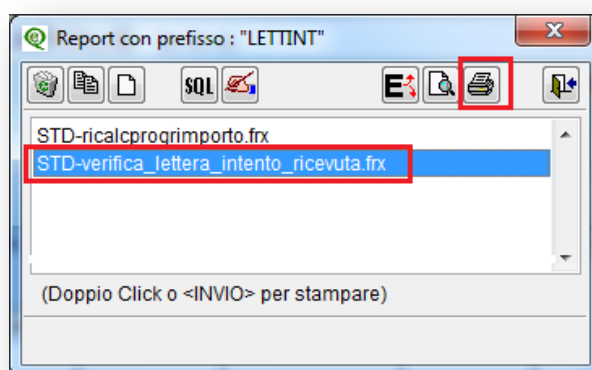 Report con prefisso : "LETTINT"
SQL
E
STD-ricalcprogrimporto.frx
STD-verifica_lettera_intento_ricevuta.frx
(Doppio Click o <INVIO> per stampare)